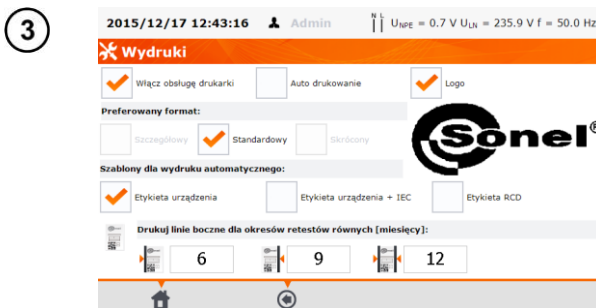 3
2015/12/17 12:43:16 Admin N L UNPE = 0.7 V ULN = 235.9 V f = 50.0 Hz
Wydruki
Włącz obsługę drukarki Auto drukowanie Logo
Preferowany format:
Szczegółowy Standardowy Skrócony
Sonel®
Szablony dla wydruku automatycznego:
Etykieta urządzenia Etykieta urządzenia + IEC Etykieta RCD
Drukuj linie boczne dla okresów retestów równych [miesięcy]:
6 9 12